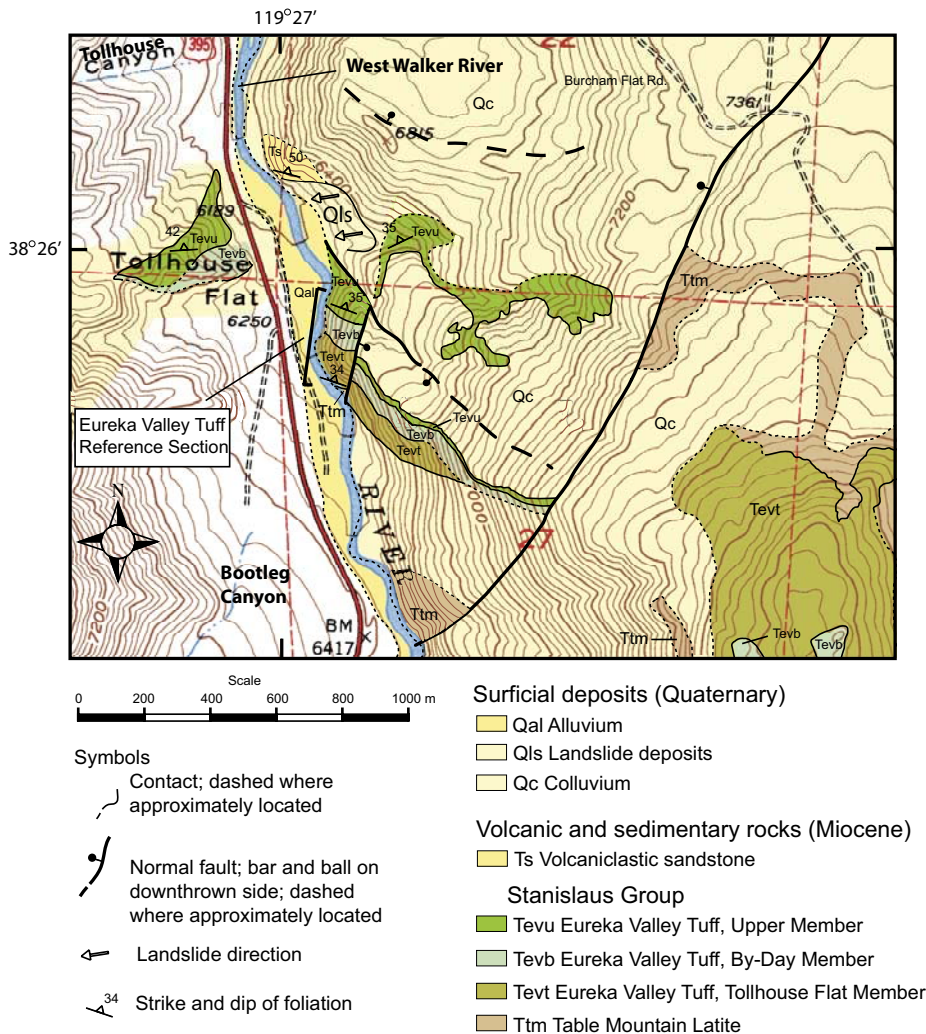 119°27'
Tollhouse
Canyon
395
West Walker River
22
Burcham Flat Rd.
Qc
7361
6815
Ts
50
6400
7200
6189
Qls
42
Tevu
35
Tevu
38°26'
Tevb
Tollhouse
Ttm
Flat
Qal
Tevu
35
6250
Tevb
Tevt
34
Ttm
Qc
Eureka Valley Tuff
Reference Section
Tevu
Tevb
Tevt
Qc
N
RIVER
7000
27
Tevt
Bootleg
Canyon
7200
Ttm
BM
6417
Ttm
Tevb
Tevb
Scale
0 200 400 600 800 1000 m
Symbols
Contact; dashed where
approximately located
Normal fault; bar and ball on
downthrown side; dashed
where approximately located
Landslide direction
34
Strike and dip of foliation
Surficial deposits (Quaternary)
Qal Alluvium
Qls Landslide deposits
Qc Colluvium
Volcanic and sedimentary rocks (Miocene)
Ts Volcaniclastic sandstone
Stanislaus Group
Tevu Eureka Valley Tuff, Upper Member
Tevb Eureka Valley Tuff, By-Day Member
Tevt Eureka Valley Tuff, Tollhouse Flat Member
Ttm Table Mountain Latite